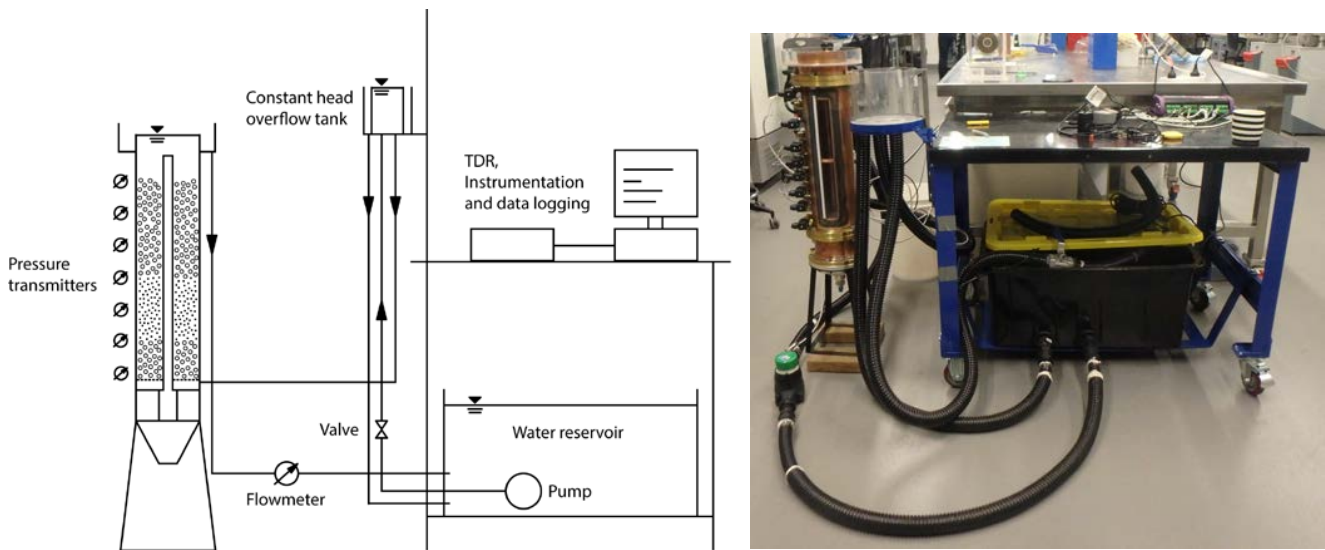 Constant head
overflow tank
TDR,
Instrumentation
and data logging
Pressure
transmitters
Valve
Water reservoir
Flowmeter
Pump